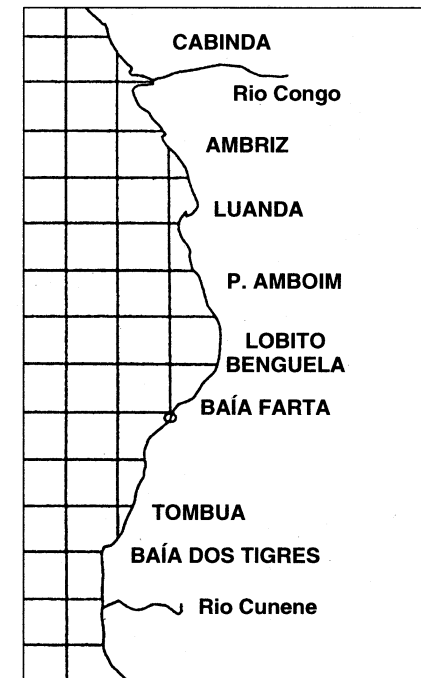 CABINDA
Rio Congo
AMBRIZ
LUANDA
P. AMBOIM
LOBITO
BENGUELA
BAÍA FARTA
TOMBUA
BAÍA DOS TIGRES
Rio Cunene